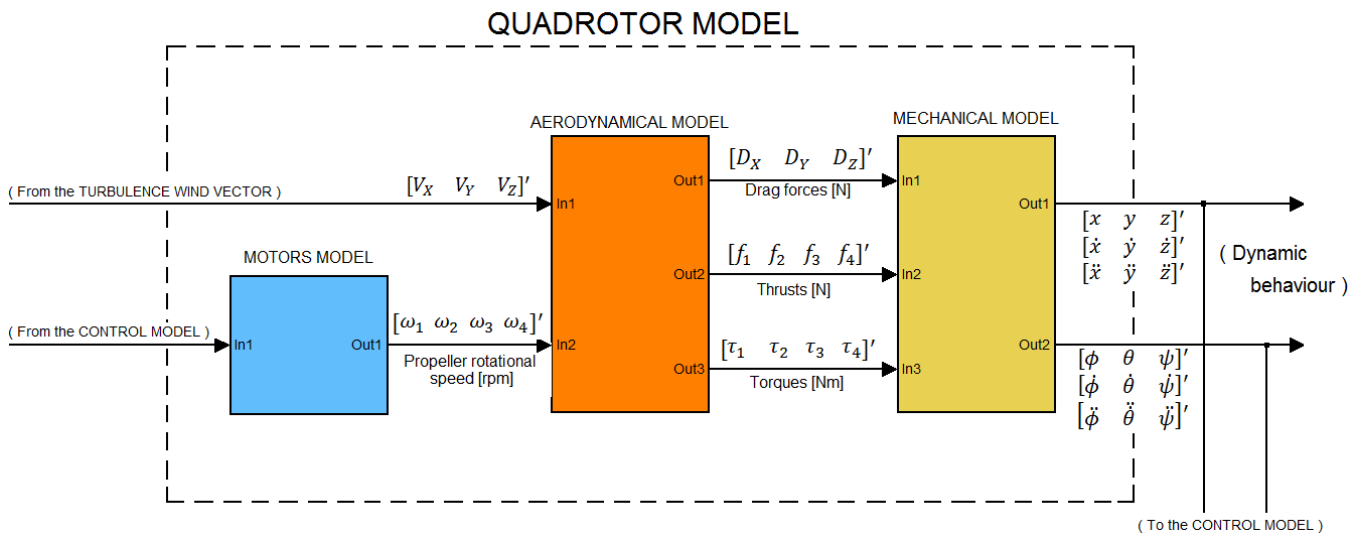 QUADROTOR MODEL
AERODYNAMICAL MODEL
MECHANICAL MODEL
[D_X D_Y D_Z]′
Out1
In1
Drag forces [N]
( From the TURBULENCE WIND VECTOR )
[V_X V_Y V_Z]′
In1
Out1
[x y z]′
[ẋ ẏ ż]′
[ẍ ÿ z̈]′
( Dynamic
behaviour )
MOTORS MODEL
[f₁ f₂ f₃ f₄]′
Out2
In2
Thrusts [N]
( From the CONTROL MODEL )
In1
Out1
[ω₁ ω₂ ω₃ ω₄]′
Propeller rotational
speed [rpm]
In2
Out3
[τ₁ τ₂ τ₃ τ₄]′
Torques [Nm]
In3
Out2
[ϕ θ ψ]′
[ϕ̇ θ̇ ψ̇]′
[ϕ̈ θ̈ ψ̈]′
( To the CONTROL MODEL )